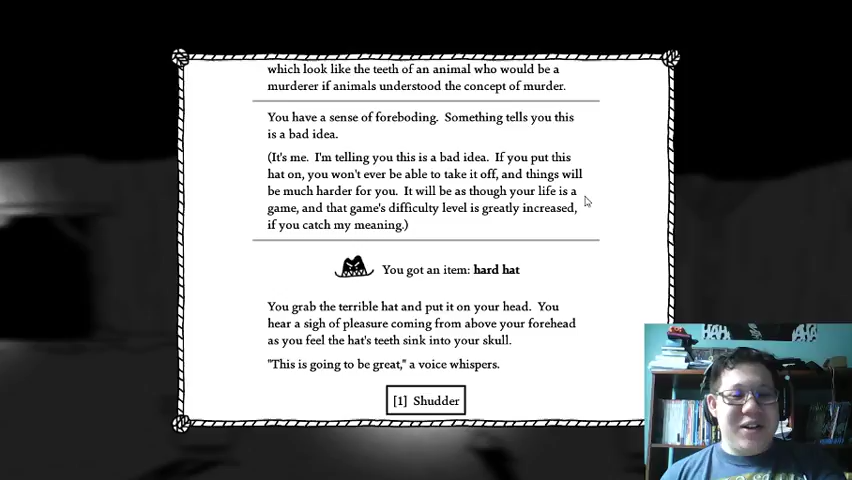 which look like the teeth of an animal who would be a
murderer if animals understood the concept of murder.
You have a sense of foreboding. Something tells you this
is a bad idea.
(It's me. I'm telling you this is a bad idea. If you put this
hat on, you won't ever be able to take it off, and things will
be much harder for you. It will be as though your life is a
game, and that game's difficulty level is greatly increased,
if you catch my meaning.)
You got an item: hard hat
You grab the terrible hat and put it on your head. You
hear a sigh of pleasure coming from above your forehead
as you feel the hat's teeth sink into your skull.
"This is going to be great," a voice whispers.
[1] Shudder